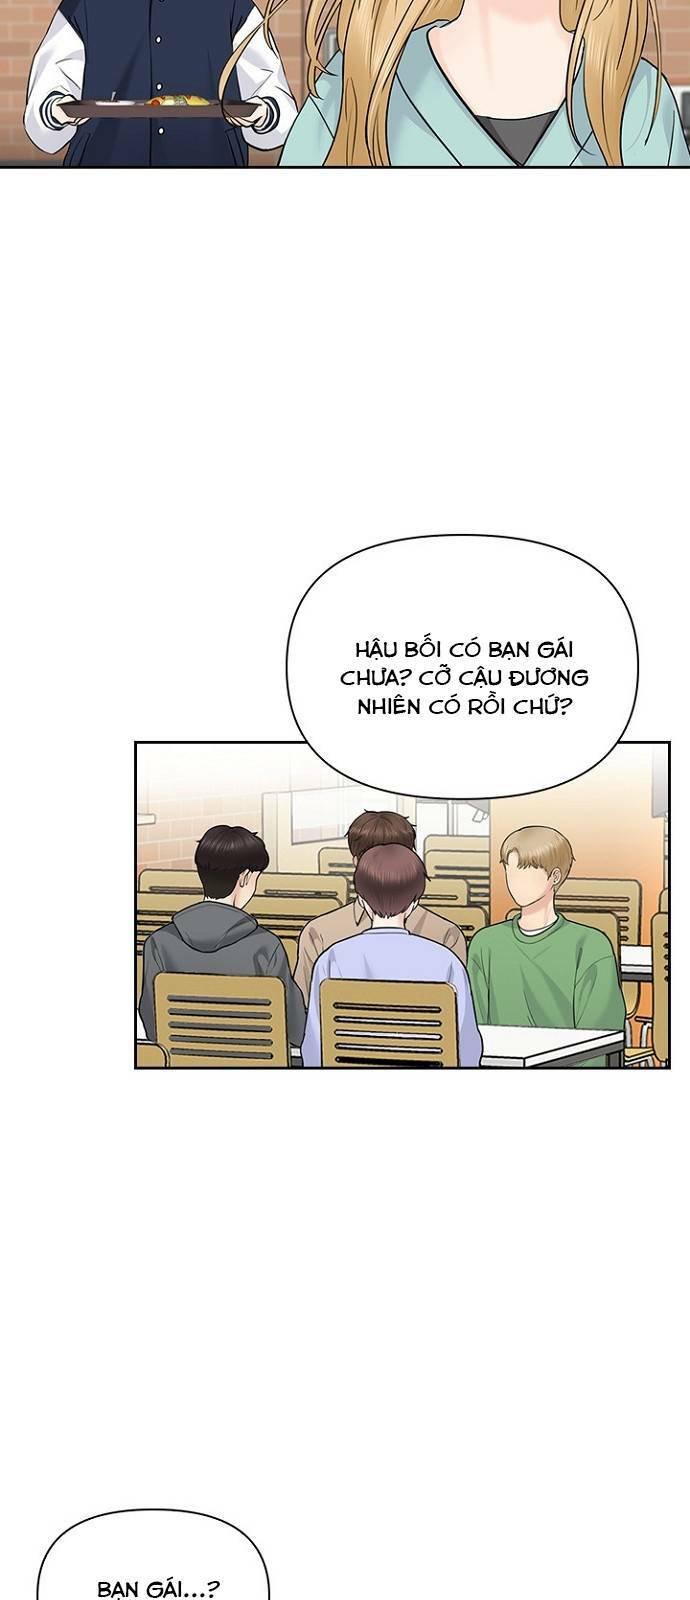 HẬU BỐI CÓ BẠN GÁI
CHƯA? CỠ CẬU ĐƯƠNG
NHIÊN CÓ RỒI CHỨ?
BẠN GÁI...?